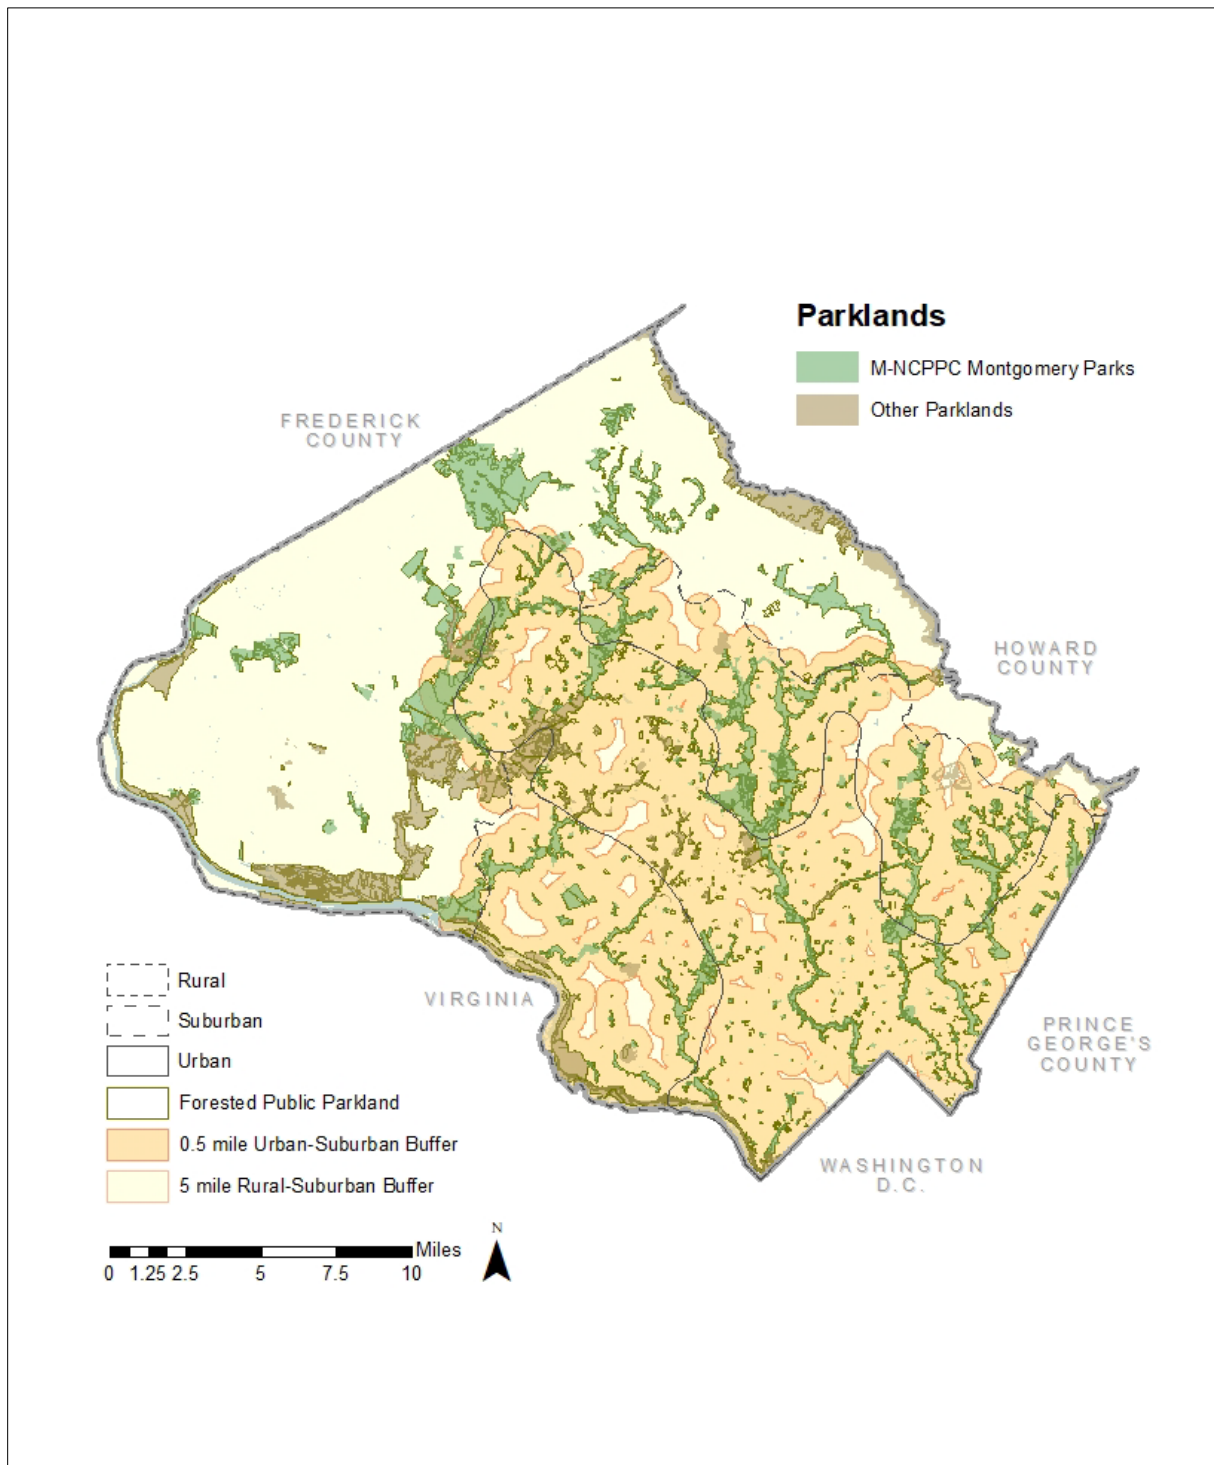 Parklands
M-NCPPC Montgomery Parks
Other Parklands
FREDERICK
COUNTY
HOWARD
COUNTY
VIRGINIA
PRINCE
GEORGE'S
COUNTY
WASHINGTON
D.C.
Rural
Suburban
Urban
Forested Public Parkland
0.5 mile Urban-Suburban Buffer
5 mile Rural-Suburban Buffer
Miles
0 1.25 2.5 5 7.5 10
N